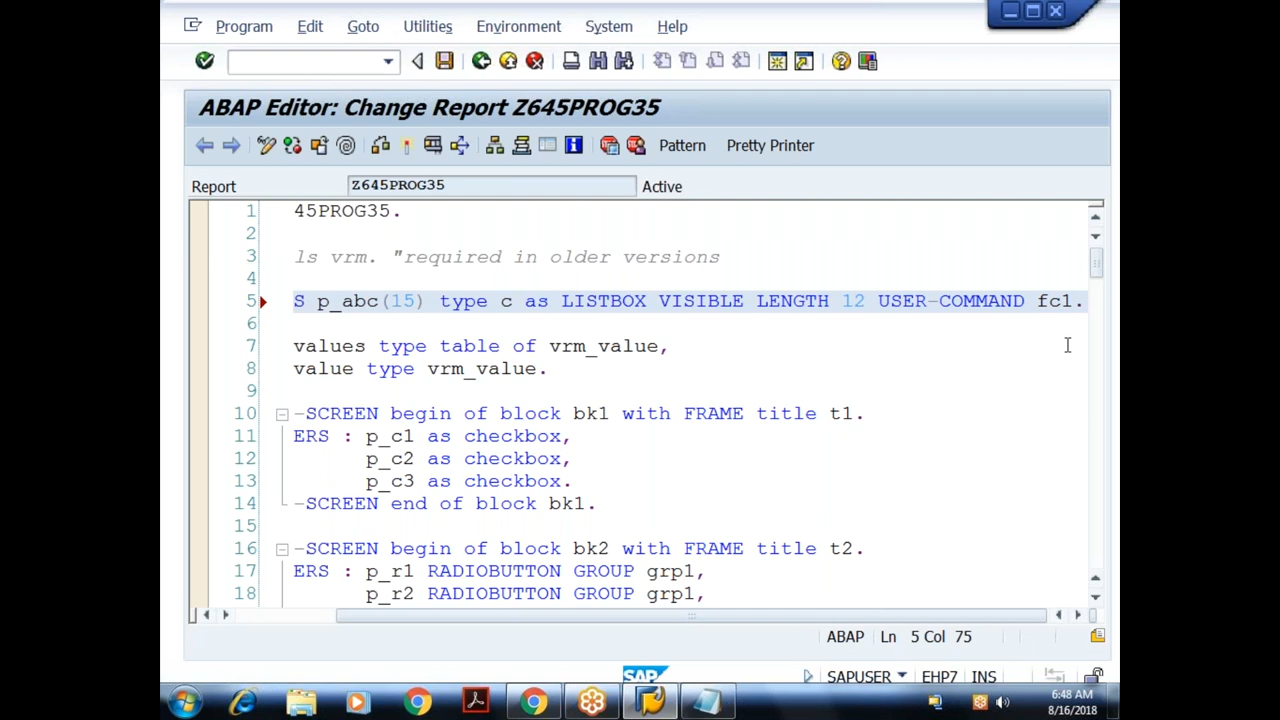 Program Edit Goto Utilities Environment System Help
ABAP Editor: Change Report Z645PROG35
Pattern Pretty Printer
Report Z645PROG35 Active
1 45PROG35.
2
3 ls vrm. "required in older versions
4
5 S p_abc(15) type c as LISTBOX VISIBLE LENGTH 12 USER-COMMAND fc1.
6
7 values type table of vrm_value,
8 value type vrm_value.
9
10 -SCREEN begin of block bk1 with FRAME title t1.
11 ERS : p_c1 as checkbox,
12 p_c2 as checkbox,
13 p_c3 as checkbox.
14 -SCREEN end of block bk1.
15
16 -SCREEN begin of block bk2 with FRAME title t2.
17 ERS : p_r1 RADIOBUTTON GROUP grp1,
18 p_r2 RADIOBUTTON GROUP grp1,
ABAP Ln 5 Col 75
SAP SAPUSER EHP7 INS
6:48 AM
8/16/2018